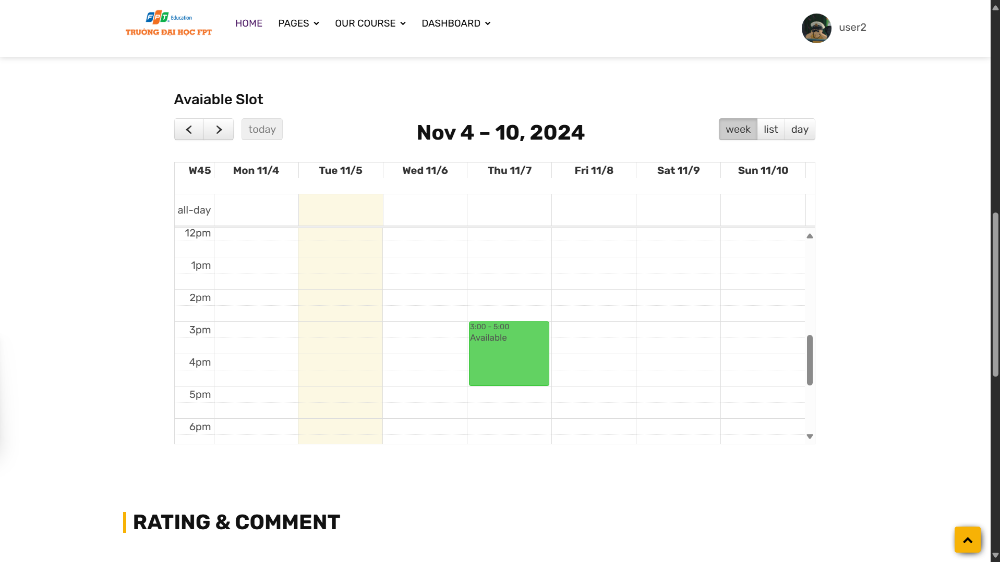 FPT Education
TRƯỜNG ĐẠI HỌC FPT
HOME PAGES OUR COURSE DASHBOARD
user2
Avaiable Slot
today
Nov 4 – 10, 2024
week list day
W45 Mon 11/4 Tue 11/5 Wed 11/6 Thu 11/7 Fri 11/8 Sat 11/9 Sun 11/10
all-day
12pm
1pm
2pm
3pm
3:00 - 5:00
Available
4pm
5pm
6pm
RATING & COMMENT